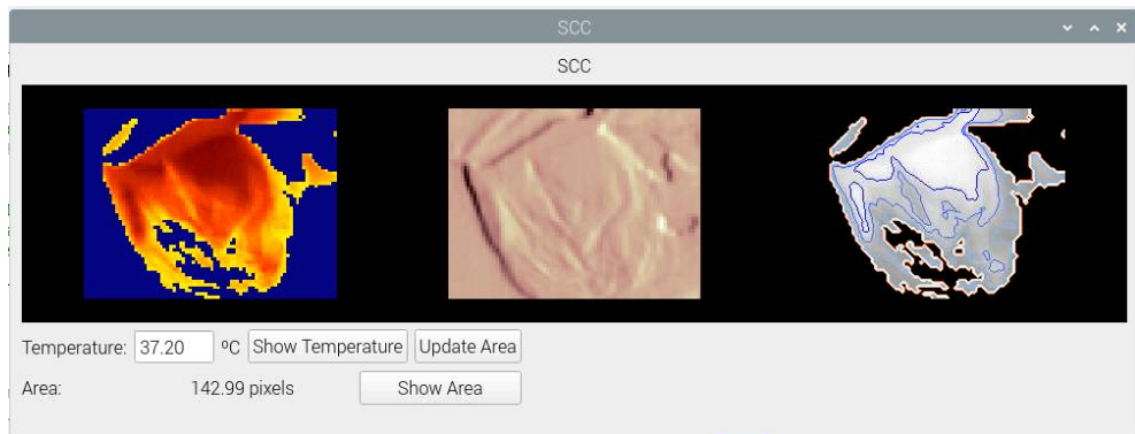 SCC
SCC
Temperature: 37.20 ºC Show Temperature Update Area
Area: 142.99 pixels Show Area